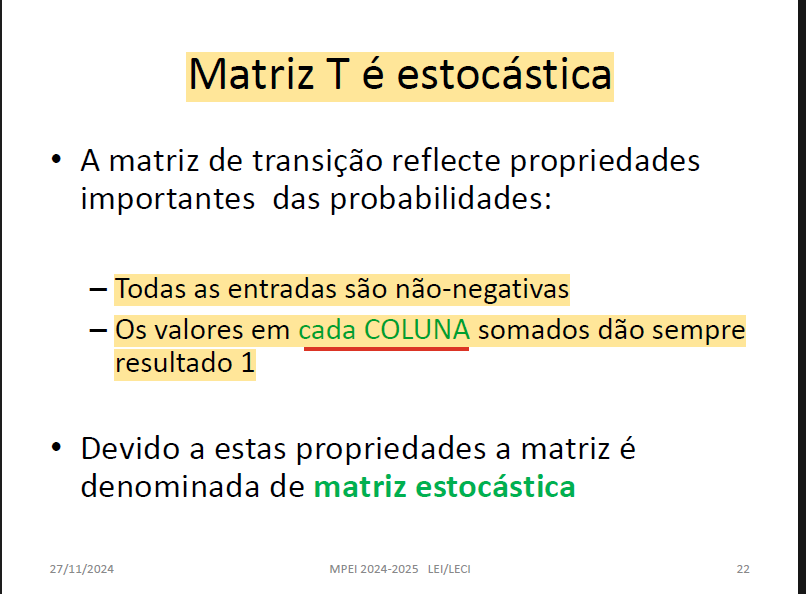 Matriz T é estocástica
• A matriz de transição reflecte propriedades
importantes das probabilidades:
– Todas as entradas são não-negativas
– Os valores em cada COLUNA somados dão sempre
resultado 1
• Devido a estas propriedades a matriz é
denominada de matriz estocástica
27/11/2024 MPEI 2024-2025 LEI/LECI 22